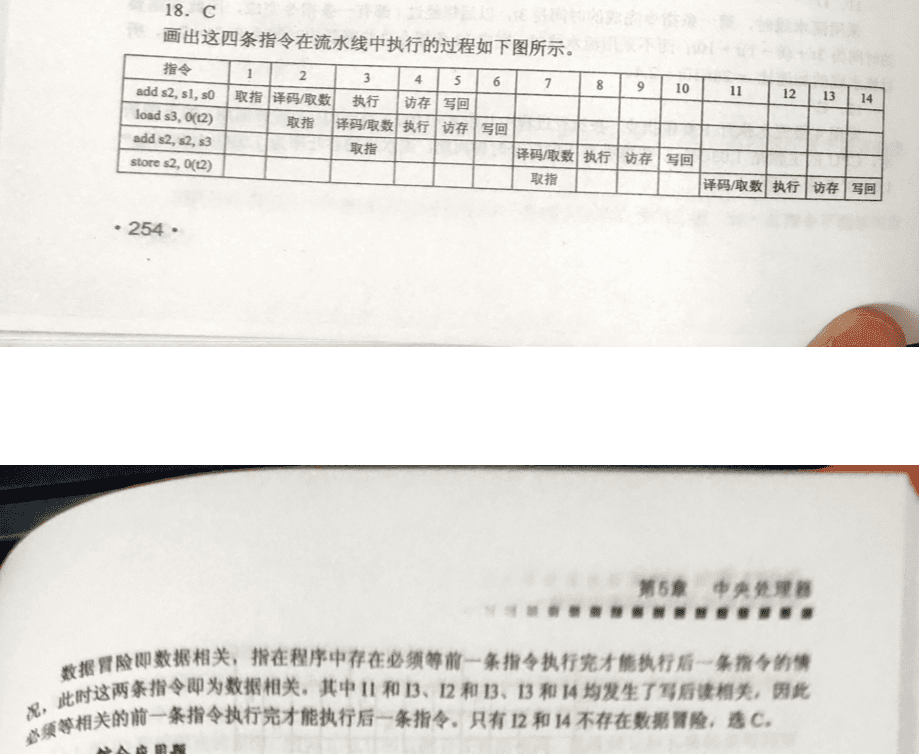 18. C
画出这四条指令在流水线中执行的过程如下图所示。
指令 1 2 3 4 5 6 7 8 9 10 11 12 13 14
add s2, s1, s0 取指 译码/取数 执行 访存 写回
load s3, 0(t2) 取指 译码/取数 执行 访存 写回
add s2, s2, s3 取指 译码/取数 执行 访存 写回
store s2, 0(t2) 取指 译码/取数 执行 访存 写回
· 254 ·
第5章 中央处理器
数据冒险即数据相关，指在程序中存在必须等前一条指令执行完才能执行后一条指令的情
况，此时这两条指令即为数据相关。其中 I1 和 I3、I2 和 I3、I3 和 I4 均发生了写后读相关，因此
必须等相关的前一条指令执行完才能执行后一条指令。只有 I2 和 I4 不存在数据冒险，选 C。